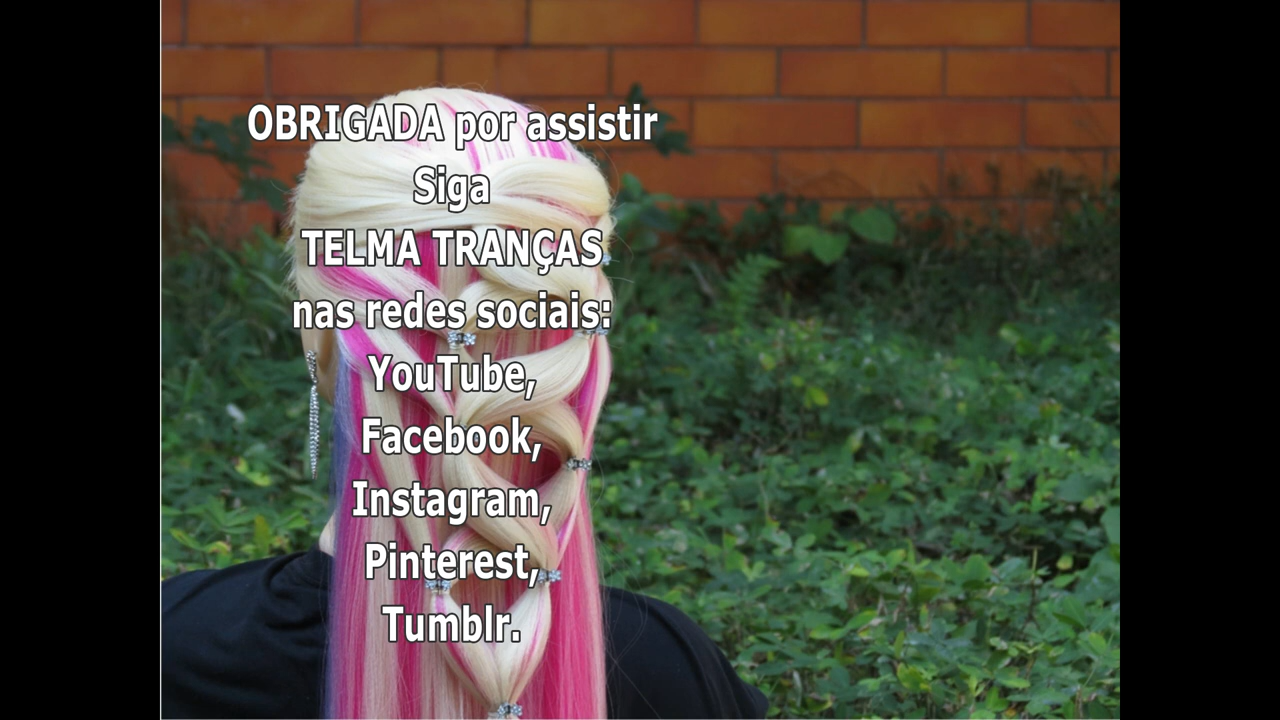 OBRIGADA por assistir
Siga
TELMA TRANÇAS
nas redes sociais:
YouTube,
Facebook,
Instagram,
Pinterest,
Tumblr.